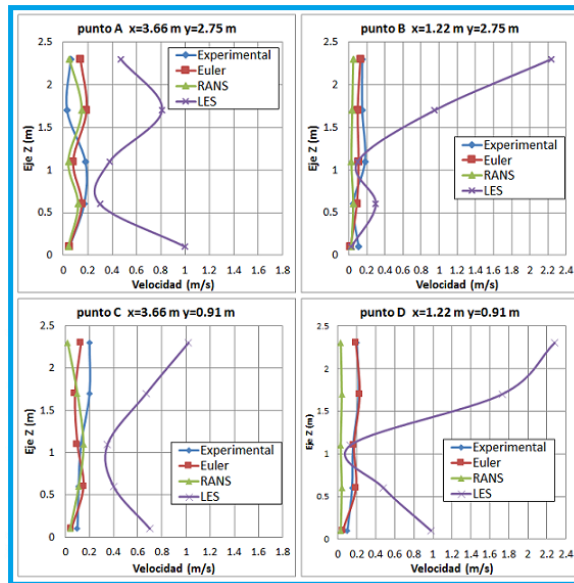 punto A x=3.66 m y=2.75 m
2.5
2
1.5
1
0.5
0
Eje Z (m)
Experimental
Euler
RANS
LES
0 0.2 0.4 0.6 0.8 1 1.2 1.4 1.6 1.8
Velocidad (m/s)
punto B x=1.22 m y=2.75 m
2.5
2
1.5
1
0.5
0
Eje Z (m)
Experimental
Euler
RANS
LES
0 0.2 0.4 0.6 0.8 1 1.2 1.4 1.6 1.8 2 2.2 2.4
Velocidad (m/s)
punto C x=3.66 m y=0.91 m
2.5
2
1.5
1
0.5
0
Eje Z (m)
Experimental
Euler
RANS
LES
0 0.2 0.4 0.6 0.8 1 1.2 1.4 1.6 1.8
Velocidad (m/s)
punto D x=1.22 m y=0.91 m
2.5
2
1.5
1
0.5
0
Eje Z (m)
Experimental
Euler
RANS
LES
0 0.2 0.4 0.6 0.8 1 1.2 1.4 1.6 1.8 2 2.2 2.4
Velocidad (m/s)